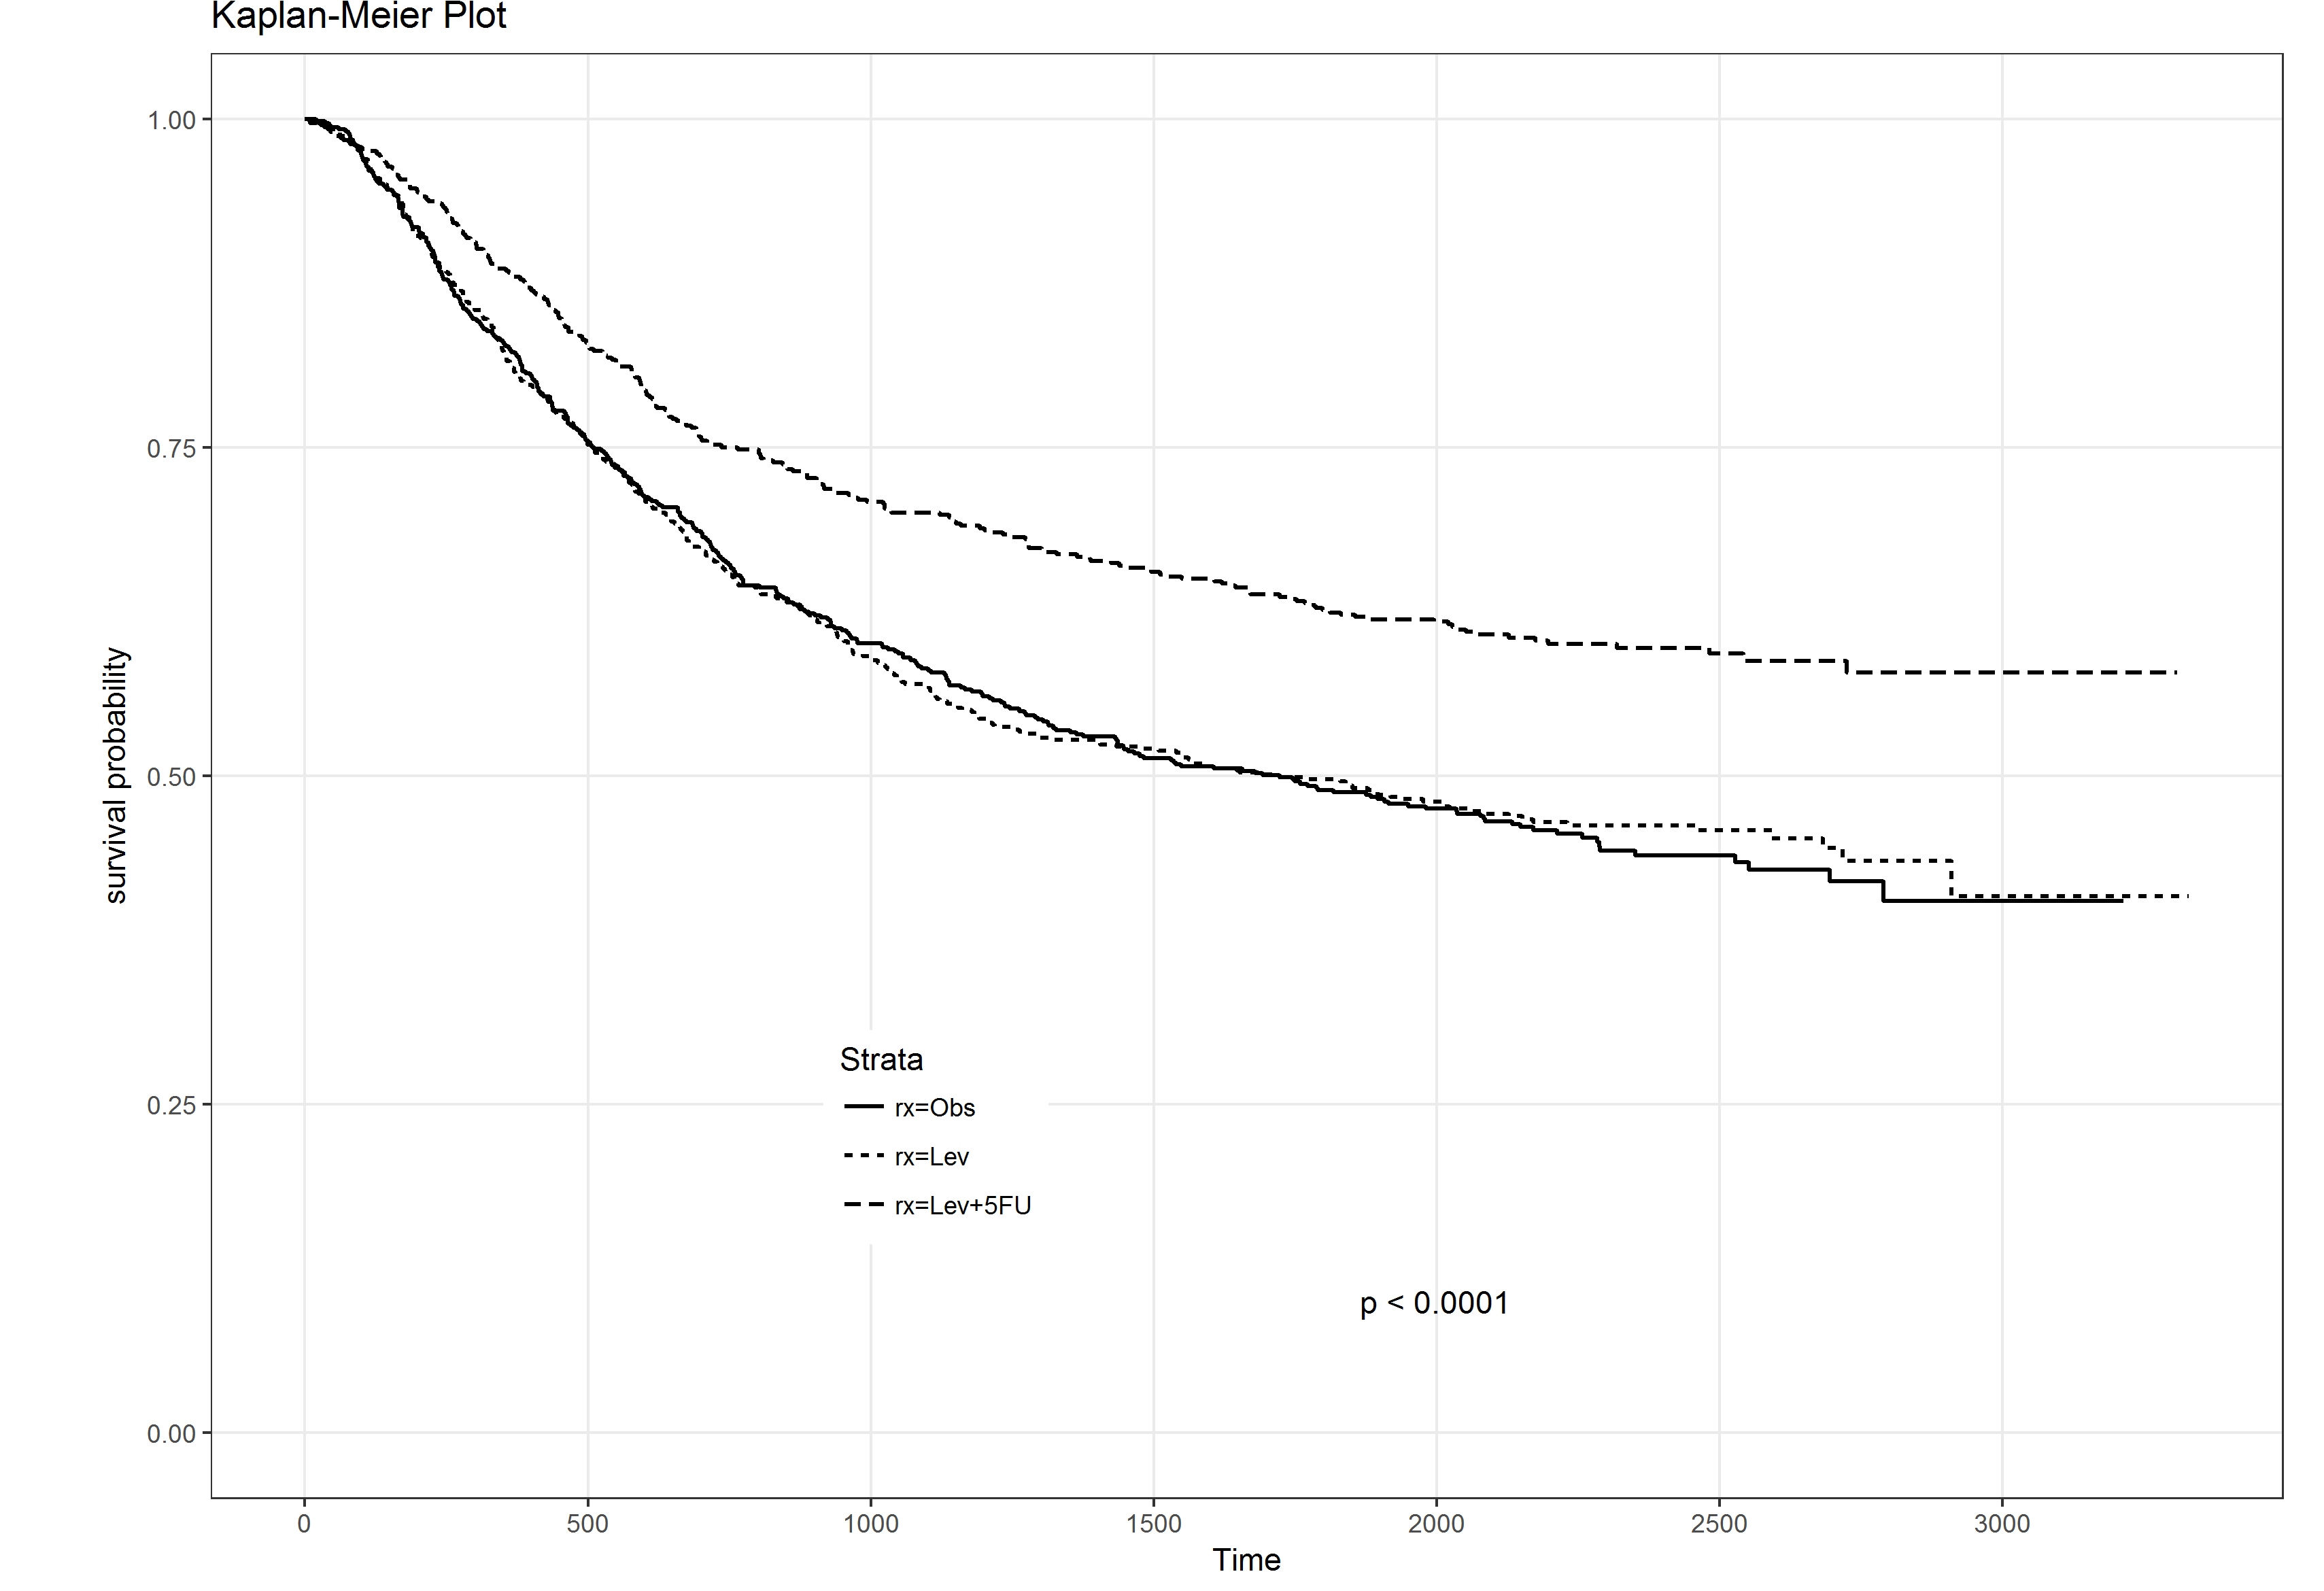 Kaplan-Meier Plot
1.00
0.75
0.50
0.25
0.00
survival probability
Strata
rx=Obs
rx=Lev
rx=Lev+5FU
p < 0.0001
0 500 1000 1500 2000 2500 3000
Time